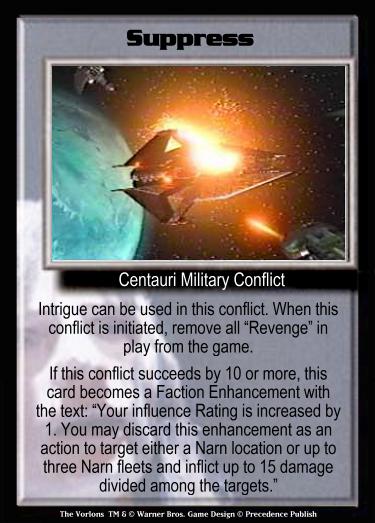 Suppress
Centauri Military Conflict
Intrigue can be used in this conflict. When this
conflict is initiated, remove all “Revenge” in
play from the game.
If this conflict succeeds by 10 or more, this
card becomes a Faction Enhancement with
the text: “Your influence Rating is increased by
1. You may discard this enhancement as an
action to target either a Narn location or up to
three Narn fleets and inflict up to 15 damage
divided among the targets.”
The Vorlons TM & © Warner Bros. Game Design © Precedence Publish